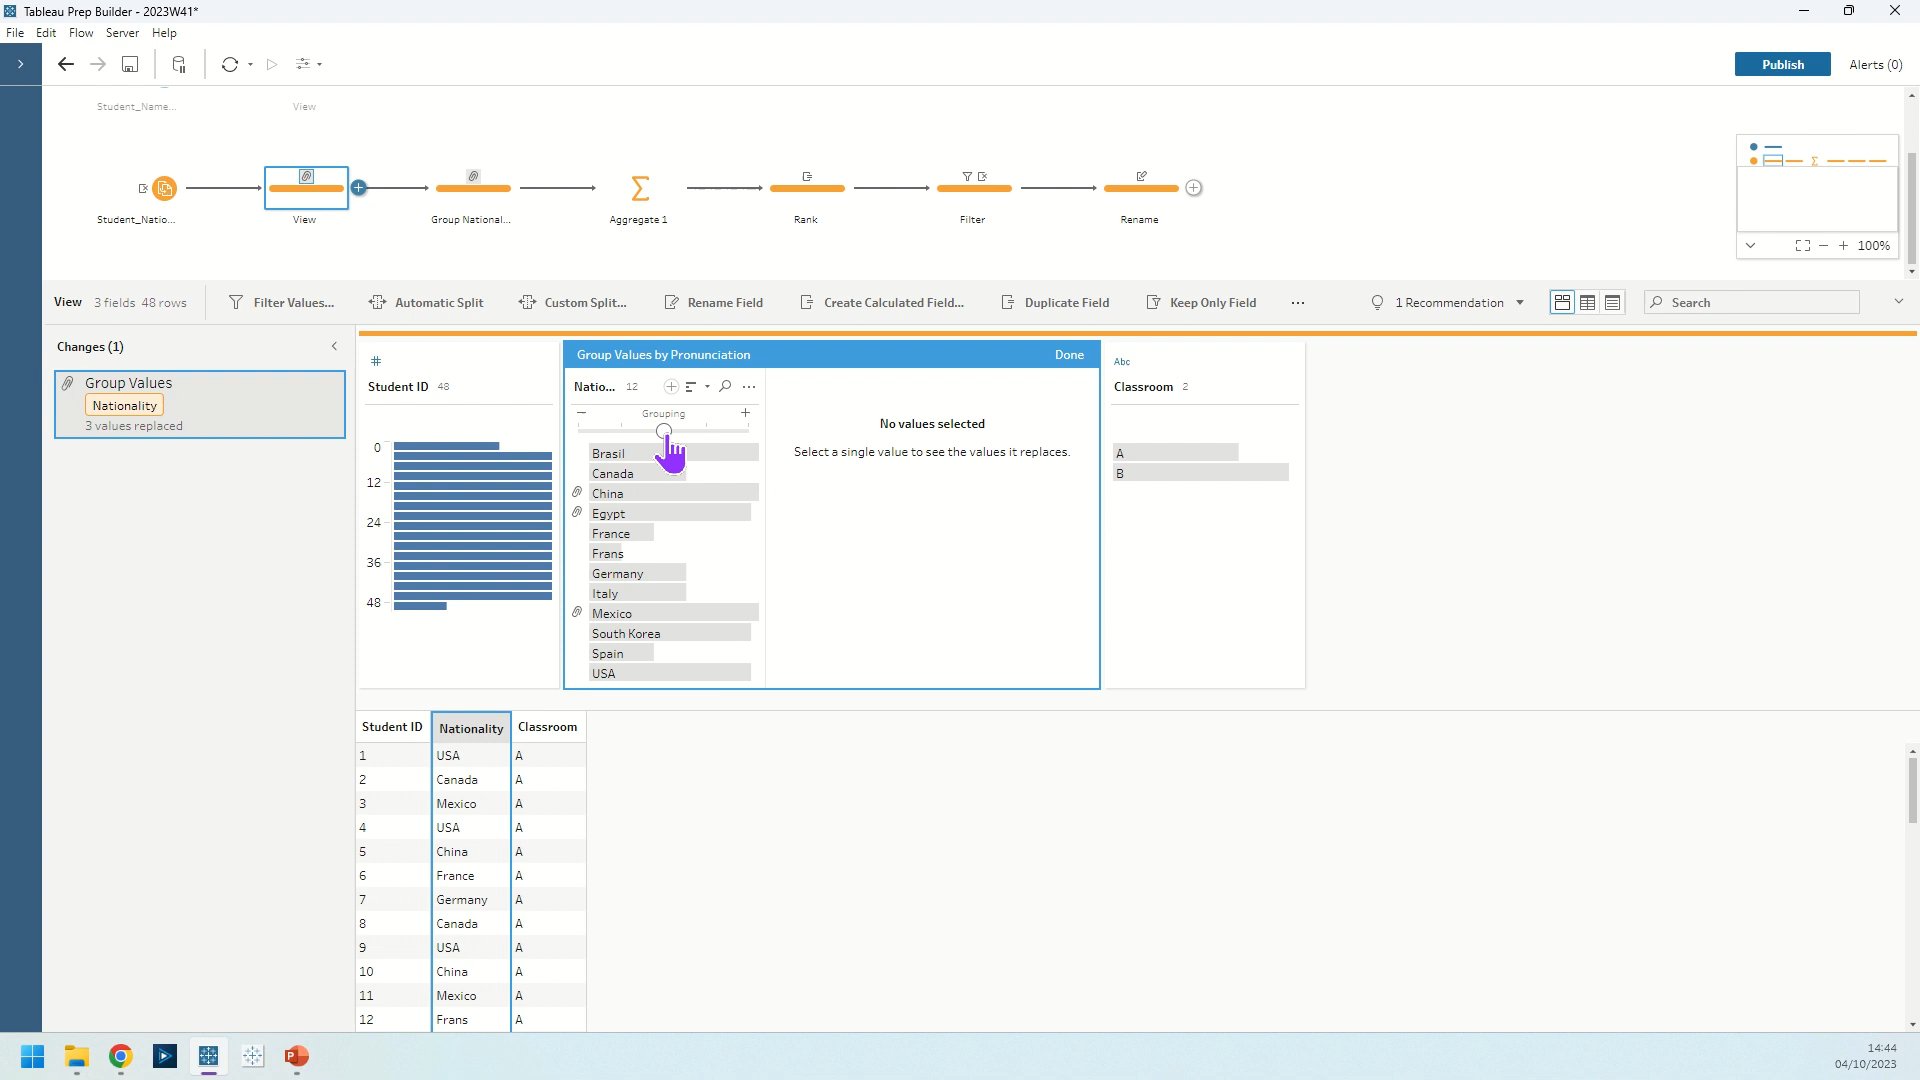 Tableau Prep Builder - 2023W41*
File Edit Flow Server Help
Publish
Alerts (0)
Student_Name...
View
Student_Natio...
View
Group National...
Aggregate 1
Rank
Filter
Rename
100%
View 3 fields 48 rows
Filter Values...
Automatic Split
Custom Split...
Rename Field
Create Calculated Field...
Duplicate Field
Keep Only Field
1 Recommendation
Search
Changes (1)
Group Values
Nationality
3 values replaced
#
Student ID 48
0
12
24
36
48
Group Values by Pronunciation
Done
Natio... 12
Grouping
Brasil
Canada
China
Egypt
France
Frans
Germany
Italy
Mexico
South Korea
Spain
USA
No values selected
Select a single value to see the values it replaces.
Abc
Classroom 2
A
B
Student ID Nationality Classroom
1 USA A
2 Canada A
3 Mexico A
4 USA A
5 China A
6 France A
7 Germany A
8 Canada A
9 USA A
10 China A
11 Mexico A
12 Frans A
14:44
04/10/2023